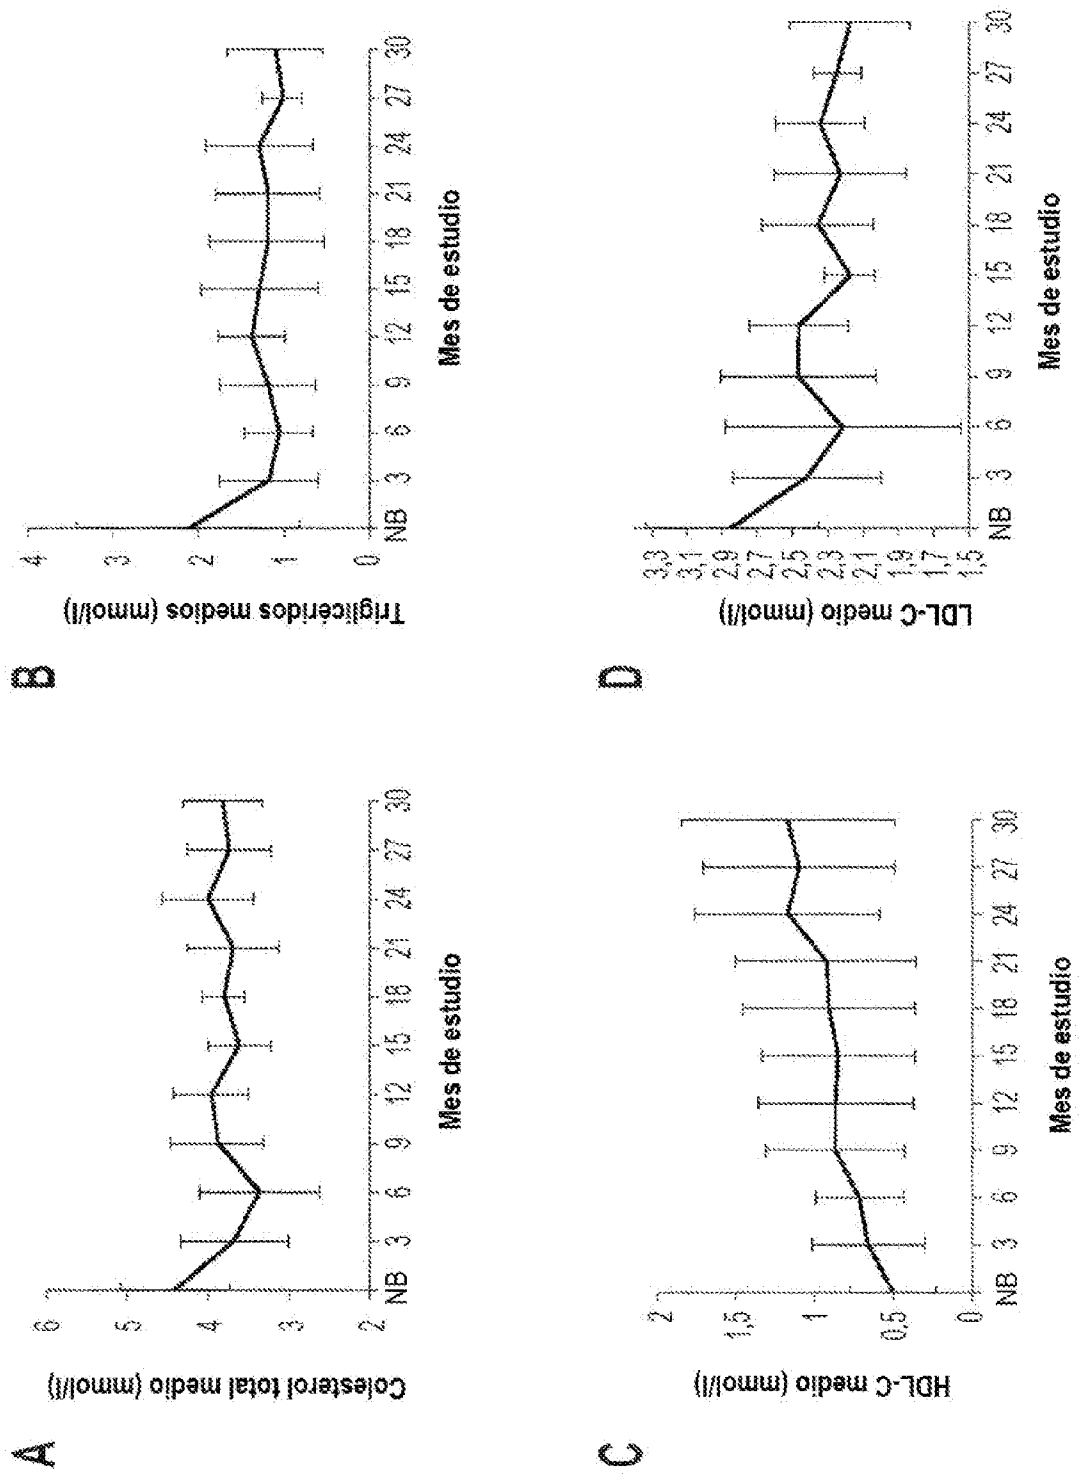 A
Colesterol total medio (mmol/l)
6
5
4
3
2
NB 3 6 9 12 15 18 21 24 27 30
Mes de estudio
B
Triglicéridos medios (mmol/l)
4
3
2
1
0
NB 3 6 9 12 15 18 21 24 27 30
Mes de estudio
C
HDL-C medio (mmol/l)
2
1,5
1
0,5
0
NB 3 6 9 12 15 18 21 24 27 30
Mes de estudio
D
LDL-C medio (mmol/l)
3,3
3,1
2,9
2,7
2,5
2,3
2,1
1,9
1,7
1,5
NB 3 6 9 12 15 18 21 24 27 30
Mes de estudio